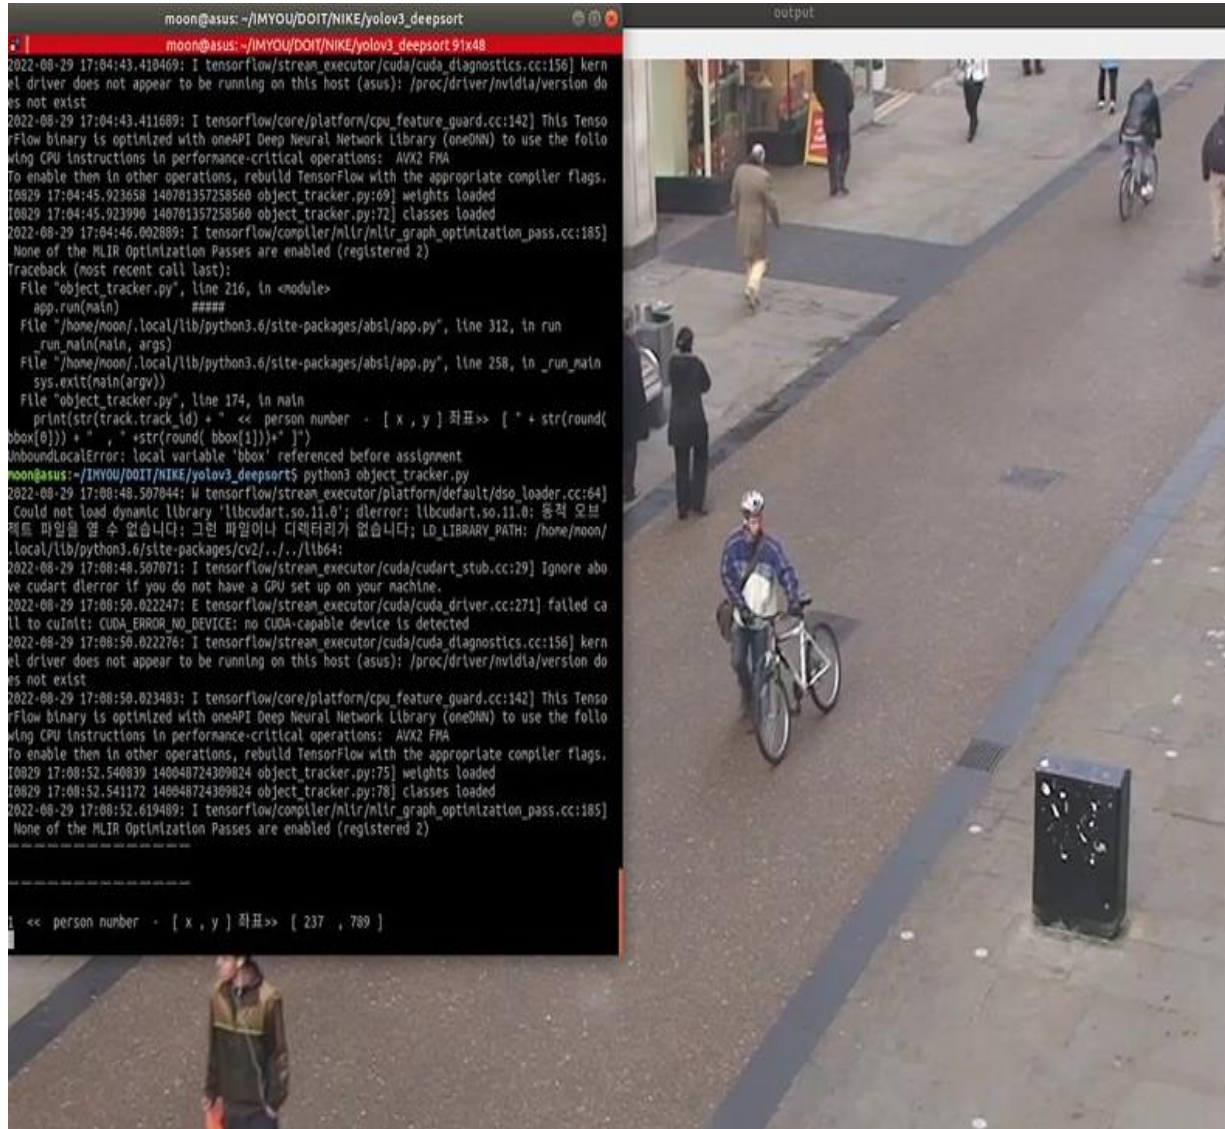 moon@asus: ~/IMYOU/DOIT/NIKE/yolov3_deepsort
output
moon@asus: ~/IMYOU/DOIT/NIKE/yolov3_deepsort 91x48
2022-08-29 17:04:43.410469: I tensorflow/stream_executor/cuda/cuda_diagnostics.cc:156] kern
el driver does not appear to be running on this host (asus): /proc/driver/nvidia/version do
es not exist
2022-08-29 17:04:43.411689: I tensorflow/core/platform/cpu_feature_guard.cc:142] This Tenso
rFlow binary is optimized with oneAPI Deep Neural Network Library (oneDNN) to use the follo
wing CPU instructions in performance-critical operations:  AVX2 FMA
To enable them in other operations, rebuild TensorFlow with the appropriate compiler flags.
I0829 17:04:45.923658 140701357258560 object_tracker.py:69] weights loaded
I0829 17:04:45.923990 140701357258560 object_tracker.py:72] classes loaded
2022-08-29 17:04:46.002889: I tensorflow/compiler/mlir/mlir_graph_optimization_pass.cc:185]
None of the MLIR Optimization Passes are enabled (registered 2)
Traceback (most recent call last):
File "object_tracker.py", line 216, in <module>
app.run(main) #####
File "/home/moon/.local/lib/python3.6/site-packages/absl/app.py", line 312, in run
_run_main(main, args)
File "/home/moon/.local/lib/python3.6/site-packages/absl/app.py", line 258, in _run_main
sys.exit(main(argv))
File "object_tracker.py", line 174, in main
print(str(track.track_id) + "  <<  person number  -  [ x , y ] 좌표>>  [ " + str(round(
bbox[0])) + "  , " +str(round( bbox[1]))+" ]")
UnboundLocalError: local variable 'bbox' referenced before assignment
moon@asus:~/IMYOU/DOIT/NIKE/yolov3_deepsort$ python3 object_tracker.py
2022-08-29 17:08:48.507044: W tensorflow/stream_executor/platform/default/dso_loader.cc:64]
Could not load dynamic library 'libcudart.so.11.0'; dlerror: libcudart.so.11.0: 동적 오브
젝트 파일을 열 수 없습니다: 그런 파일이나 디렉터리가 없습니다; LD_LIBRARY_PATH: /home/moon/
.local/lib/python3.6/site-packages/cv2/../../lib64:
2022-08-29 17:08:48.507071: I tensorflow/stream_executor/cuda/cudart_stub.cc:29] Ignore abo
ve cudart dlerror if you do not have a GPU set up on your machine.
2022-08-29 17:08:50.022247: E tensorflow/stream_executor/cuda/cuda_driver.cc:271] failed ca
ll to cuInit: CUDA_ERROR_NO_DEVICE: no CUDA-capable device is detected
2022-08-29 17:08:50.022276: I tensorflow/stream_executor/cuda/cuda_diagnostics.cc:156] kern
el driver does not appear to be running on this host (asus): /proc/driver/nvidia/version do
es not exist
2022-08-29 17:08:50.023483: I tensorflow/core/platform/cpu_feature_guard.cc:142] This Tenso
rFlow binary is optimized with oneAPI Deep Neural Network Library (oneDNN) to use the follo
wing CPU instructions in performance-critical operations:  AVX2 FMA
To enable them in other operations, rebuild TensorFlow with the appropriate compiler flags.
I0829 17:08:52.540839 140048724309824 object_tracker.py:75] weights loaded
I0829 17:08:52.541172 140048724309824 object_tracker.py:78] classes loaded
2022-08-29 17:08:52.619489: I tensorflow/compiler/mlir/mlir_graph_optimization_pass.cc:185]
None of the MLIR Optimization Passes are enabled (registered 2)
1  <<  person number  -  [ x , y ] 좌표>>  [ 237  , 789 ]